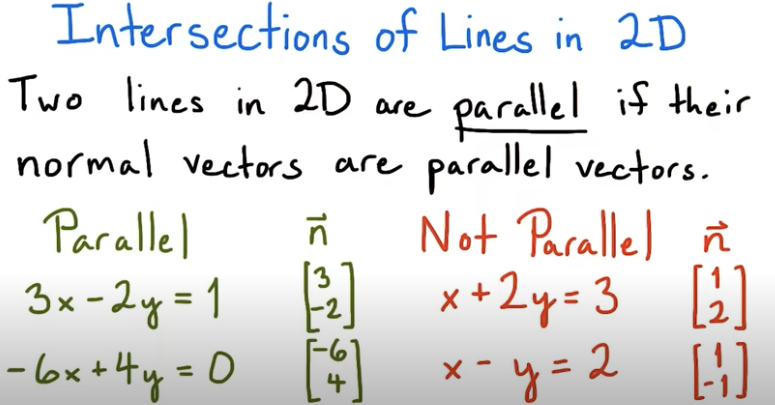 Intersections of Lines in 2D
Two lines in 2D are parallel if their
normal vectors are parallel vectors.
Parallel n⃗ Not Parallel n⃗
3x - 2y = 1 [3 -2] x + 2y = 3 [1 2]
-6x + 4y = 0 [-6 4] x - y = 2 [1 -1]